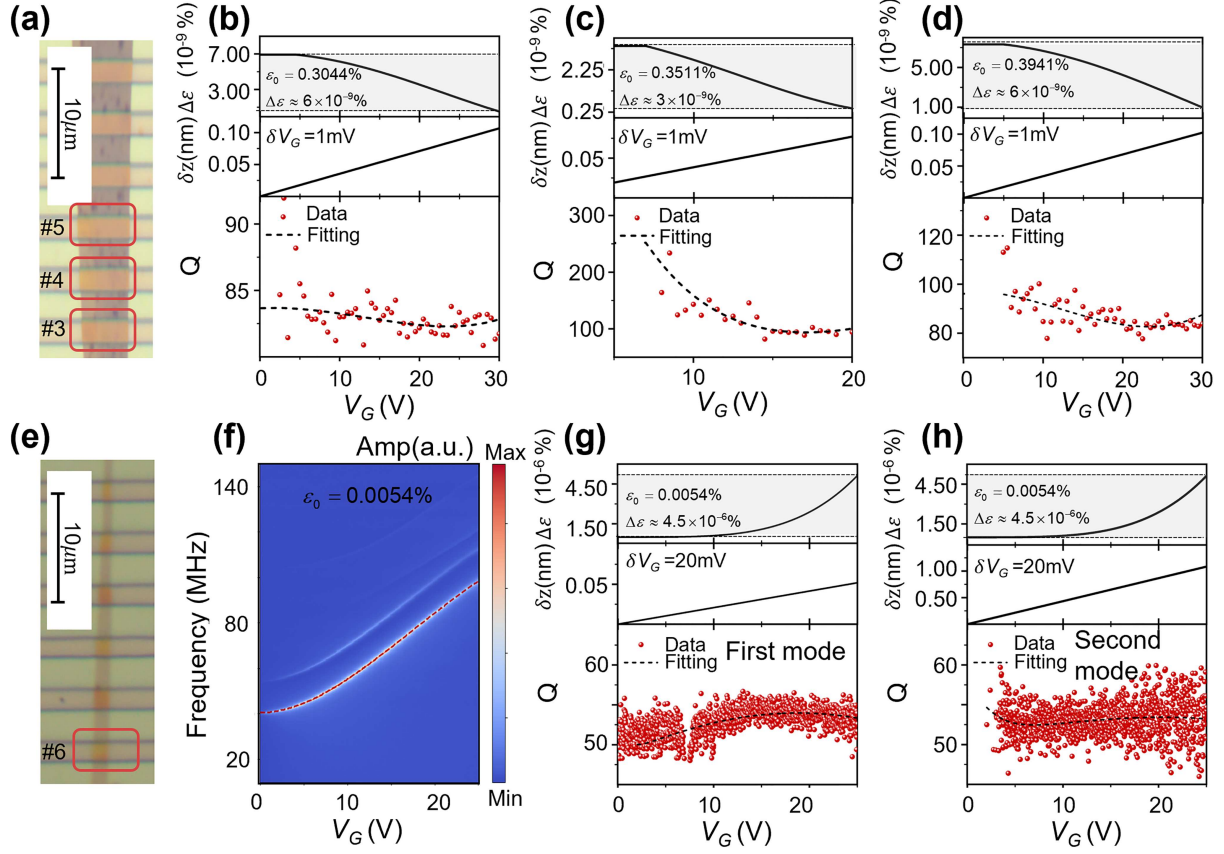 (a)
10μm
#5
#4
#3
(b)
Δε (10⁻⁹ %)
7.00
3.00
ε₀ = 0.3044%
Δε ≈ 6×10⁻⁹%
δz(nm)
0.10
0.05
δV_G =1mV
Q
90
85
Data
Fitting
0
10
20
30
V_G (V)
(c)
Δε (10⁻⁹ %)
2.25
0.25
ε₀ = 0.3511%
Δε ≈ 3×10⁻⁹%
δz(nm)
0.05
δV_G =1mV
Q
300
200
100
Data
Fitting
10
20
V_G (V)
(d)
Δε (10⁻⁹ %)
5.00
1.00
ε₀ = 0.3941%
Δε ≈ 6×10⁻⁹%
δz(nm)
0.10
0.05
δV_G =1mV
Q
120
100
80
Data
Fitting
0
10
20
30
V_G (V)
(e)
10μm
#6
(f)
Amp(a.u.)
Max
Min
ε₀ = 0.0054%
Frequency (MHz)
140
80
20
0
10
20
V_G (V)
(g)
Δε (10⁻⁶ %)
4.50
1.50
ε₀ = 0.0054%
Δε ≈ 4.5×10⁻⁶%
δz(nm)
0.05
δV_G =20mV
Q
60
50
Data
Fitting
First mode
0
10
20
V_G (V)
(h)
Δε (10⁻⁶ %)
4.50
1.50
ε₀ = 0.0054%
Δε ≈ 4.5×10⁻⁶%
δz(nm)
1.00
0.50
δV_G =20mV
Q
60
50
Data
Fitting
Second
mode
0
10
20
V_G (V)